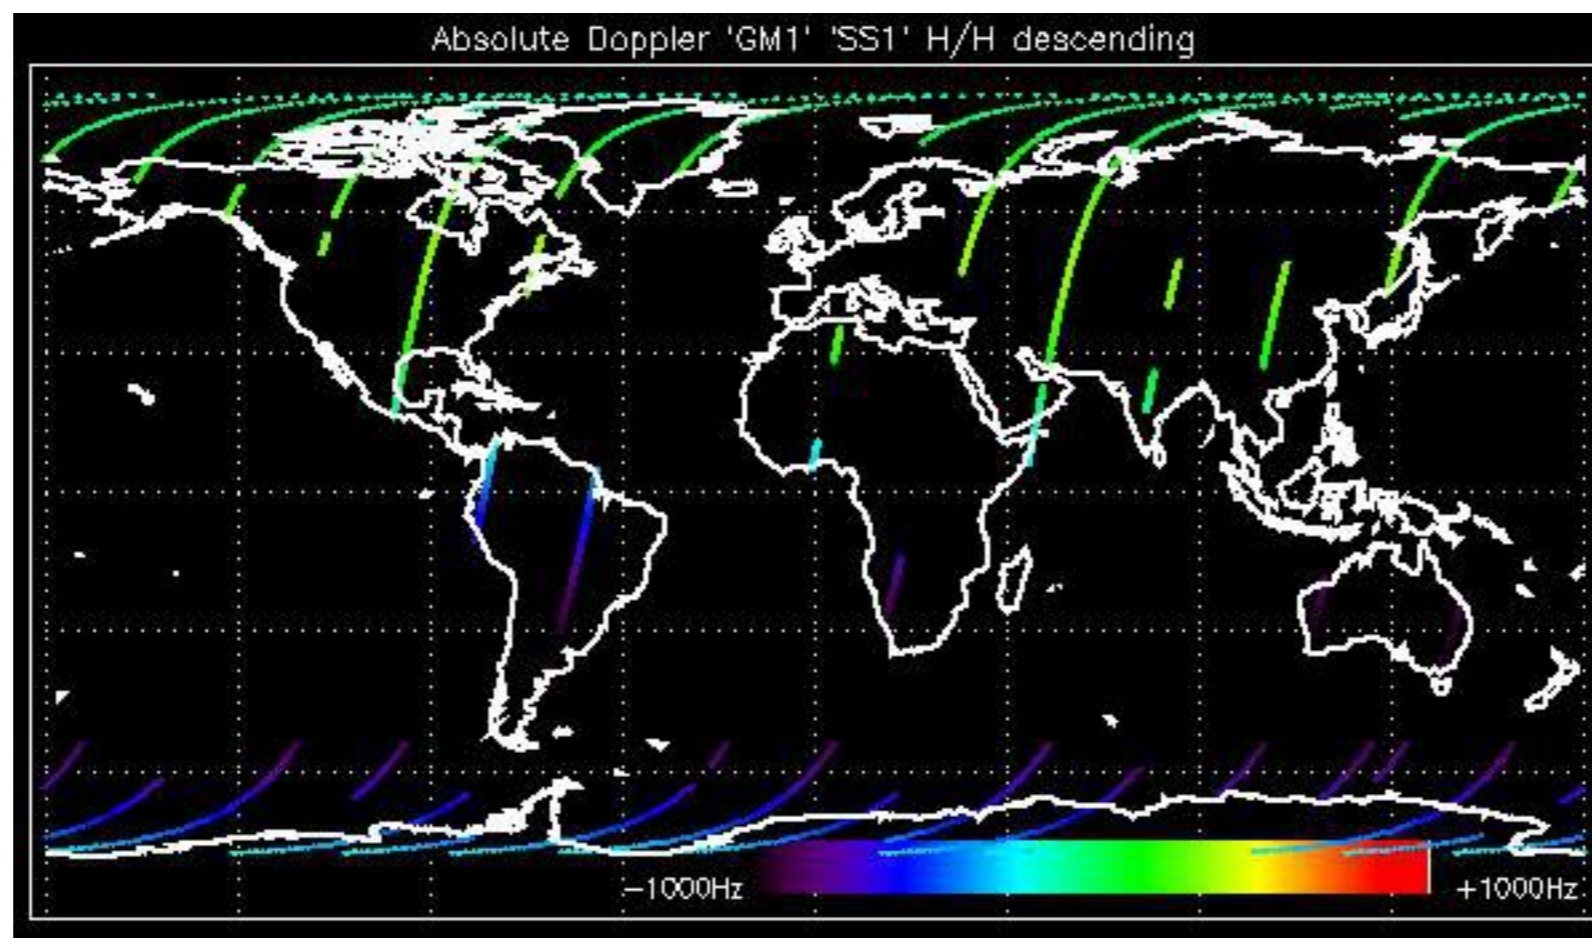 Absolute Doppler 'GM1' 'SS1' H/H descending
-1000Hz
+1000Hz